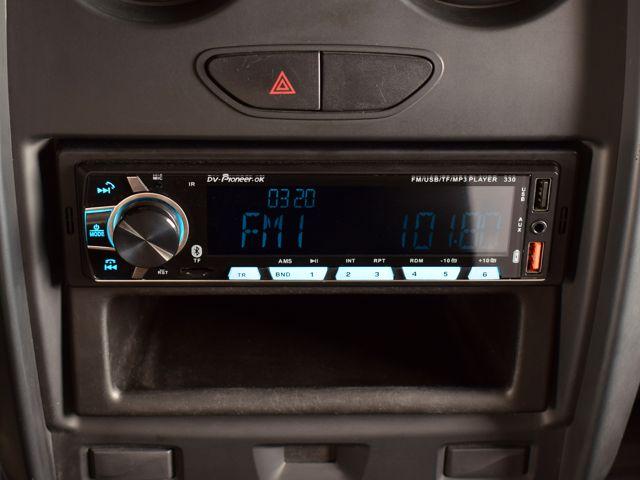 DV-Pioneer·oK
FM/USB/TF/MP3 PLAYER 330
MIC
IR
USB
AUX
03:20
FM1 101.80
MODE
TF
RST
AMS INT RPT RDM -10 +10
TR BND 1 2 3 4 5 6